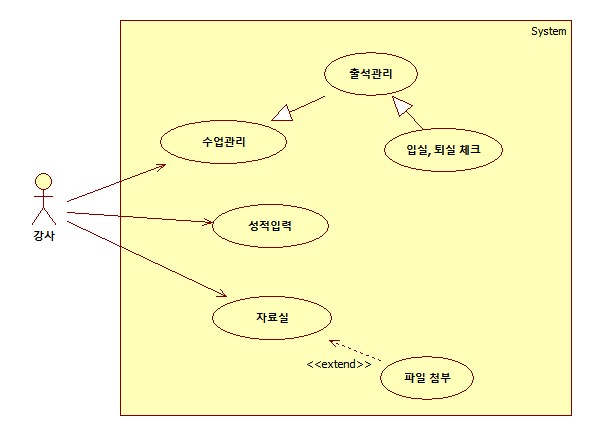 System
출석관리
수업관리
입실, 퇴실 체크
강사
성적입력
자료실
<<extend>>
파일 첨부